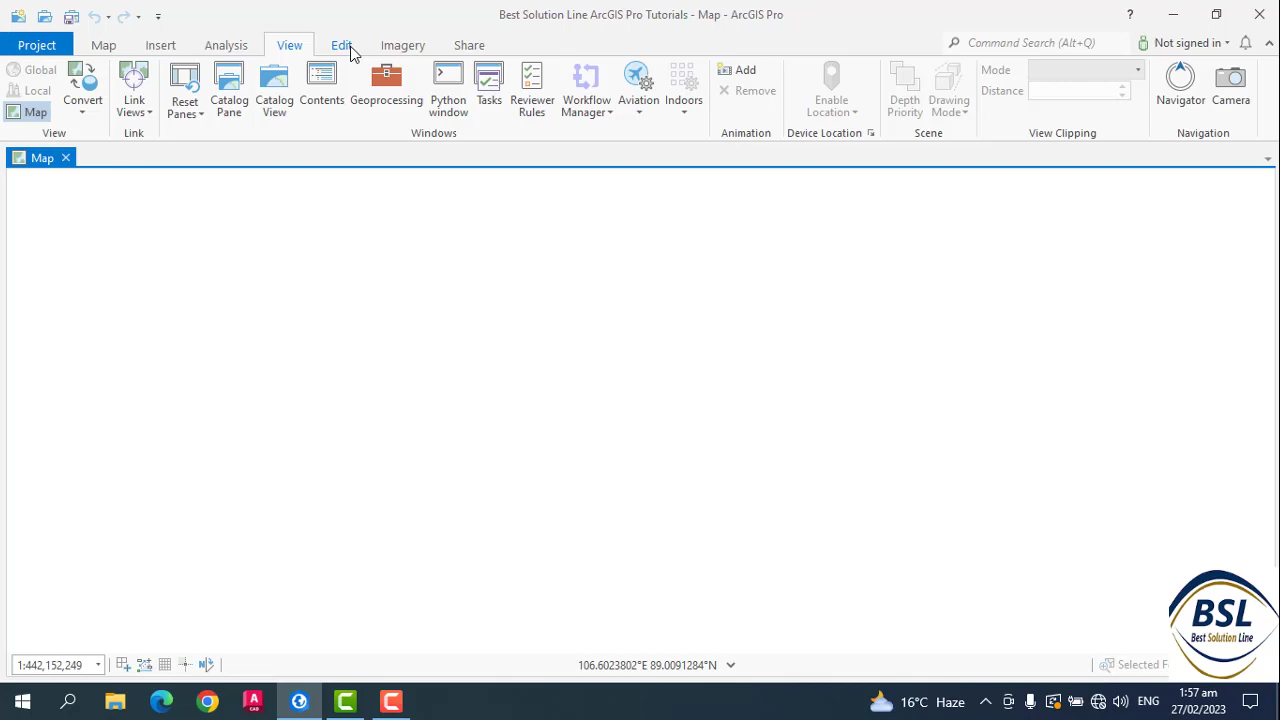 Best Solution Line ArcGIS Pro Tutorials - Map - ArcGIS Pro
Project Map Insert Analysis View Edit Imagery Share
Command Search (Alt+Q)
Not signed in
Global
Local
Map
View
Convert
Link Views
Link
Reset Panes
Catalog Pane
Catalog View
Contents
Geoprocessing
Python window
Tasks
Reviewer Rules
Workflow Manager
Aviation
Indoors
Windows
Add
Remove
Animation
Enable Location
Device Location
Depth Priority
Drawing Mode
Scene
Mode
Distance
View Clipping
Navigator
Camera
Navigation
Map
1:442,152,249
106.6023802°E 89.0091284°N
Selected
BSL
Best Solution Line
16°C Haze
ENG
1:57 am
27/02/2023